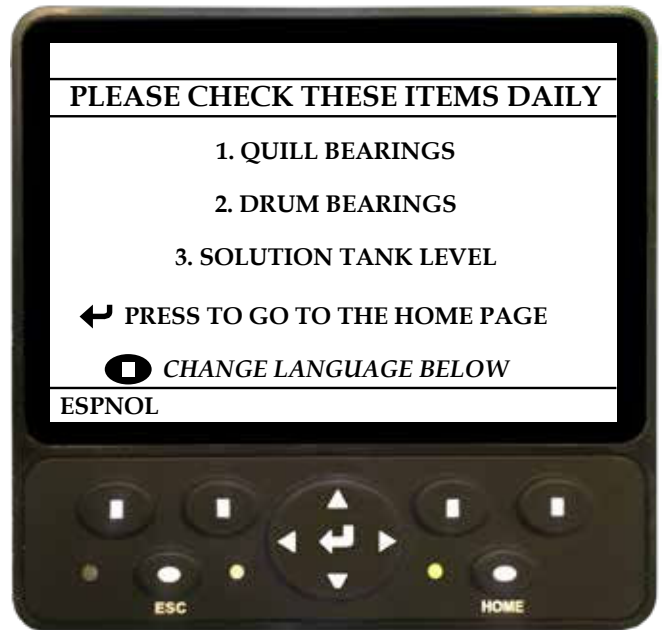 PLEASE CHECK THESE ITEMS DAILY
1. QUILL BEARINGS
2. DRUM BEARINGS
3. SOLUTION TANK LEVEL
PRESS TO GO TO THE HOME PAGE
CHANGE LANGUAGE BELOW
ESPNOL
ESC
HOME